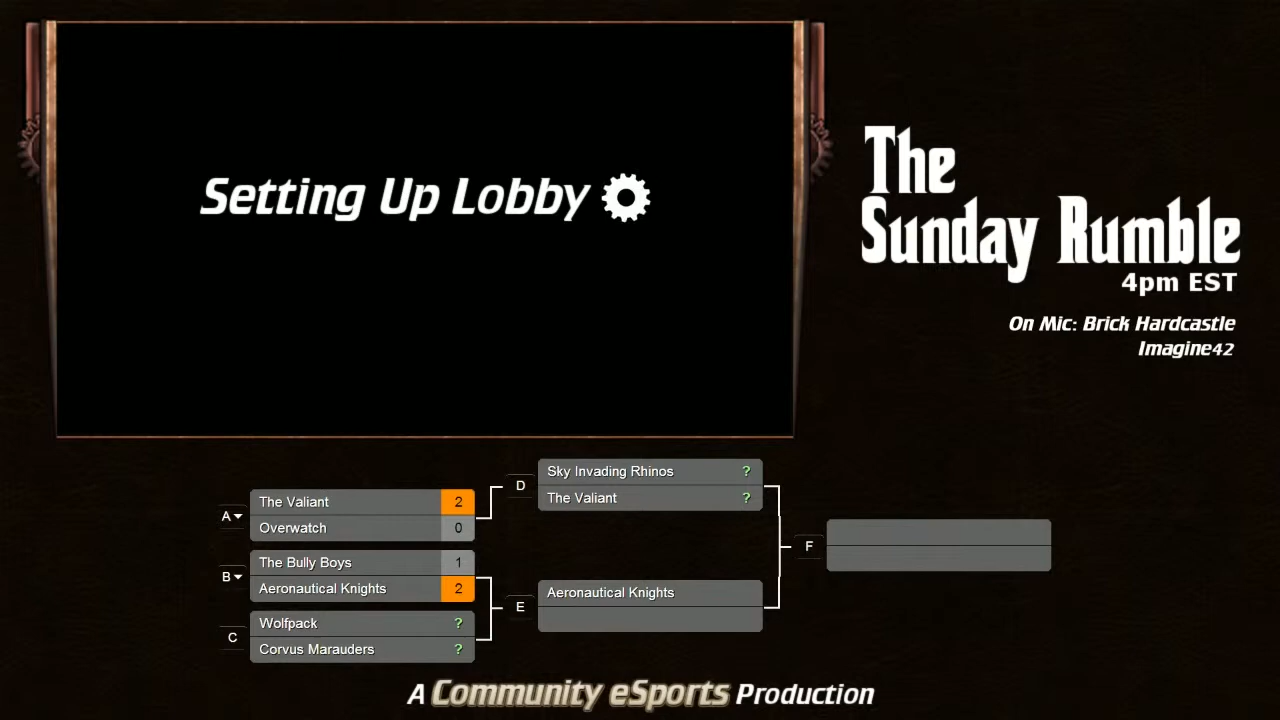 Setting Up Lobby
The
Sunday Rumble
4pm EST
On Mic: Brick Hardcastle
Imagine42
A
The Valiant 2
Overwatch 0
B
The Bully Boys 1
Aeronautical Knights 2
C
Wolfpack ?
Corvus Marauders ?
D
Sky Invading Rhinos ?
The Valiant ?
E
Aeronautical Knights
F
A Community eSports Production